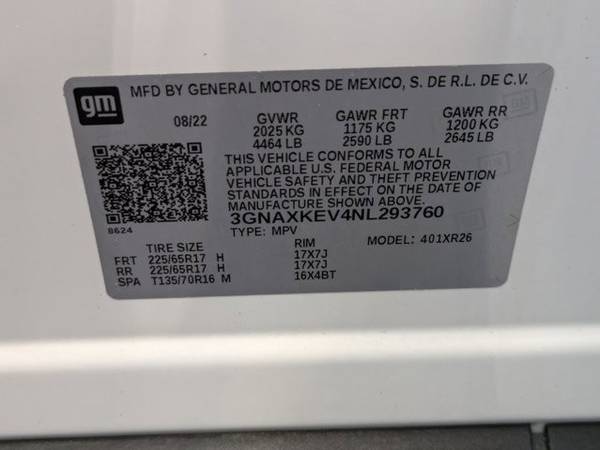 gm MFD BY GENERAL MOTORS DE MEXICO, S. DE R.L. DE C.V.
08/22 GVWR GAWR FRT GAWR RR
2025 KG 1175 KG 1200 KG
4464 LB 2590 LB 2645 LB
THIS VEHICLE CONFORMS TO ALL
APPLICABLE U.S. FEDERAL MOTOR
VEHICLE SAFETY AND THEFT PREVENTION
STANDARDS IN EFFECT ON THE DATE OF
MANUFACTURE SHOWN ABOVE.
8624 3GNAXKEV4NL293760
TYPE: MPV MODEL: 401XR26
TIRE SIZE RIM
FRT 225/65R17 H 17X7J
RR 225/65R17 H 17X7J
SPA T135/70R16 M 16X4BT